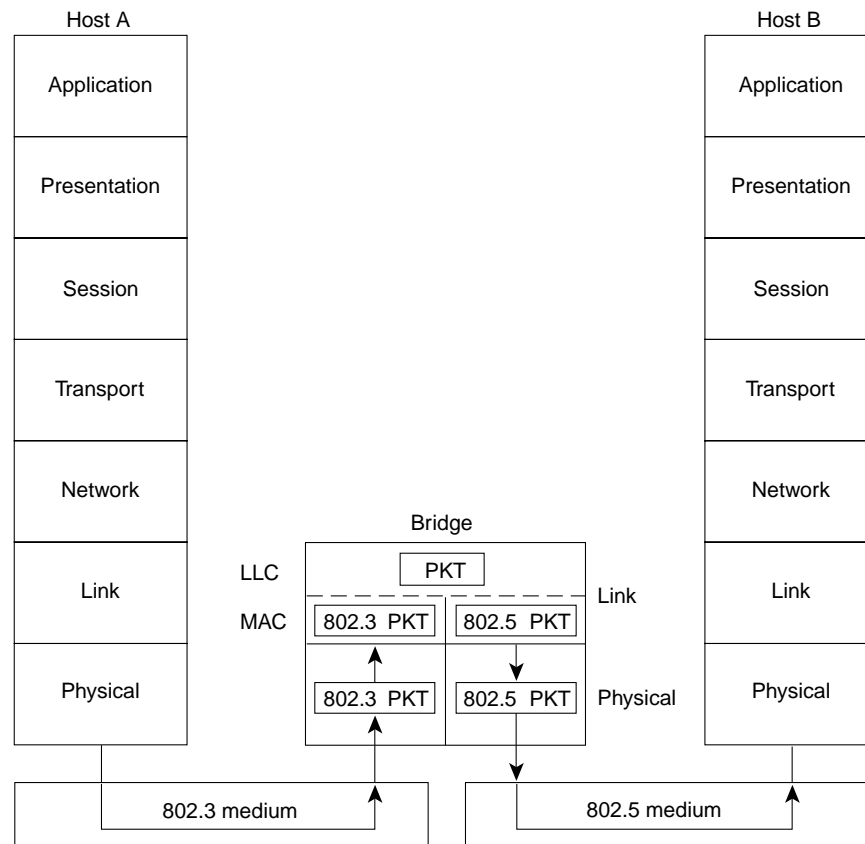 Host A
Application
Presentation
Session
Transport
Network
Link
Physical
802.3 medium
Bridge
LLC
PKT
MAC
802.3 PKT
802.5 PKT
Link
802.3 PKT
802.5 PKT
Physical
Host B
Application
Presentation
Session
Transport
Network
Link
Physical
802.5 medium